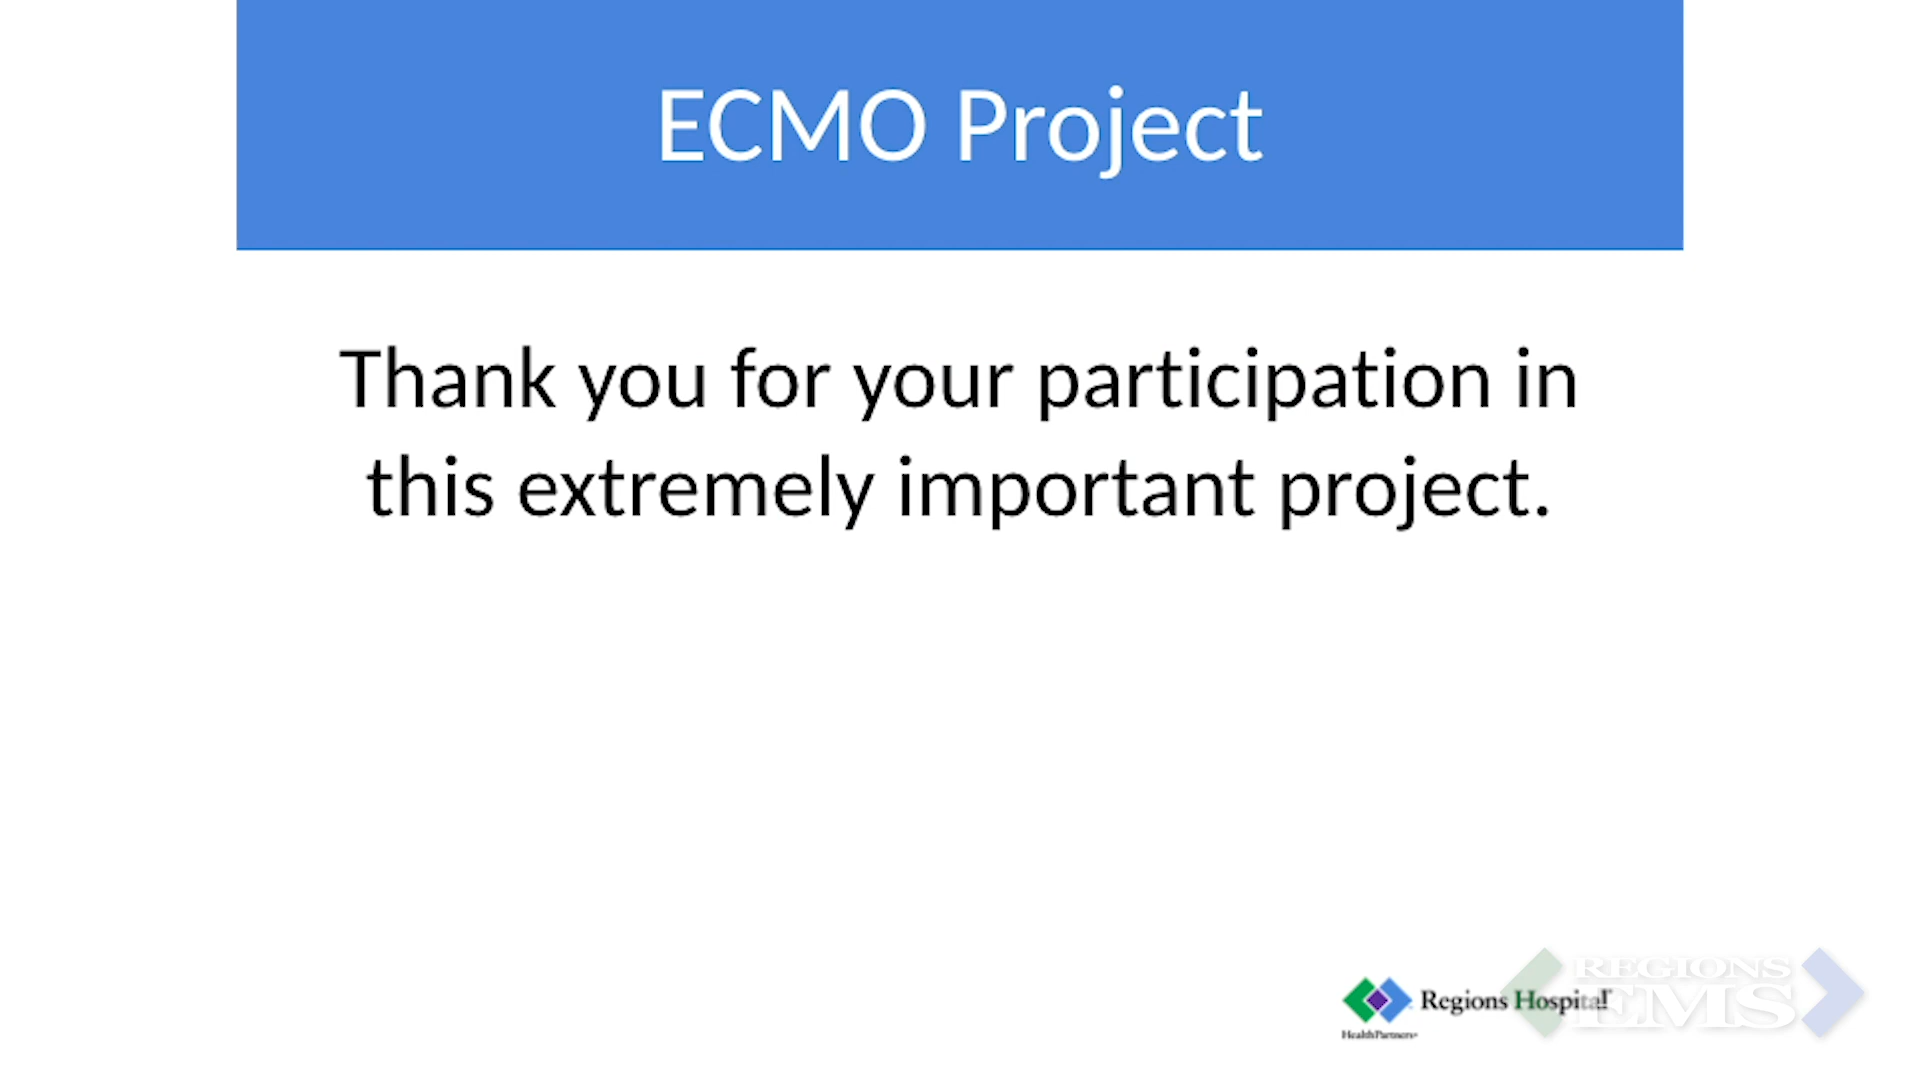 ECMO Project
Thank you for your participation in
this extremely important project.
Regions Hospital
HealthPartners
REGIONS
EMS